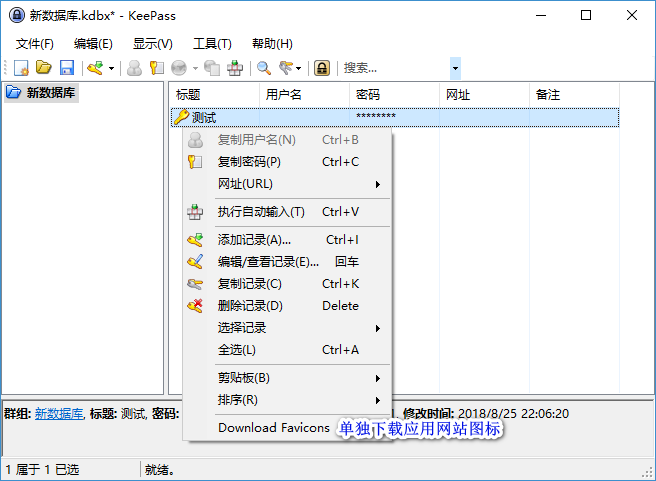 新数据库.kdbx* - KeePass
文件(F) 编辑(E) 显示(V) 工具(T) 帮助(H)
搜索...
新数据库
标题 用户名 密码 网址 备注
测试 ********
复制用户名(N) Ctrl+B
复制密码(P) Ctrl+C
网址(URL)
执行自动输入(T) Ctrl+V
添加记录(A)... Ctrl+I
编辑/查看记录(E)... 回车
复制记录(C) Ctrl+K
删除记录(D) Delete
选择记录
全选(L) Ctrl+A
剪贴板(B)
排序(R)
Download Favicons 单独下载应用网站图标
群组: 新数据库, 标题: 测试, 密码: 修改时间: 2018/8/25 22:06:20
1 属于 1 已选 就绪。